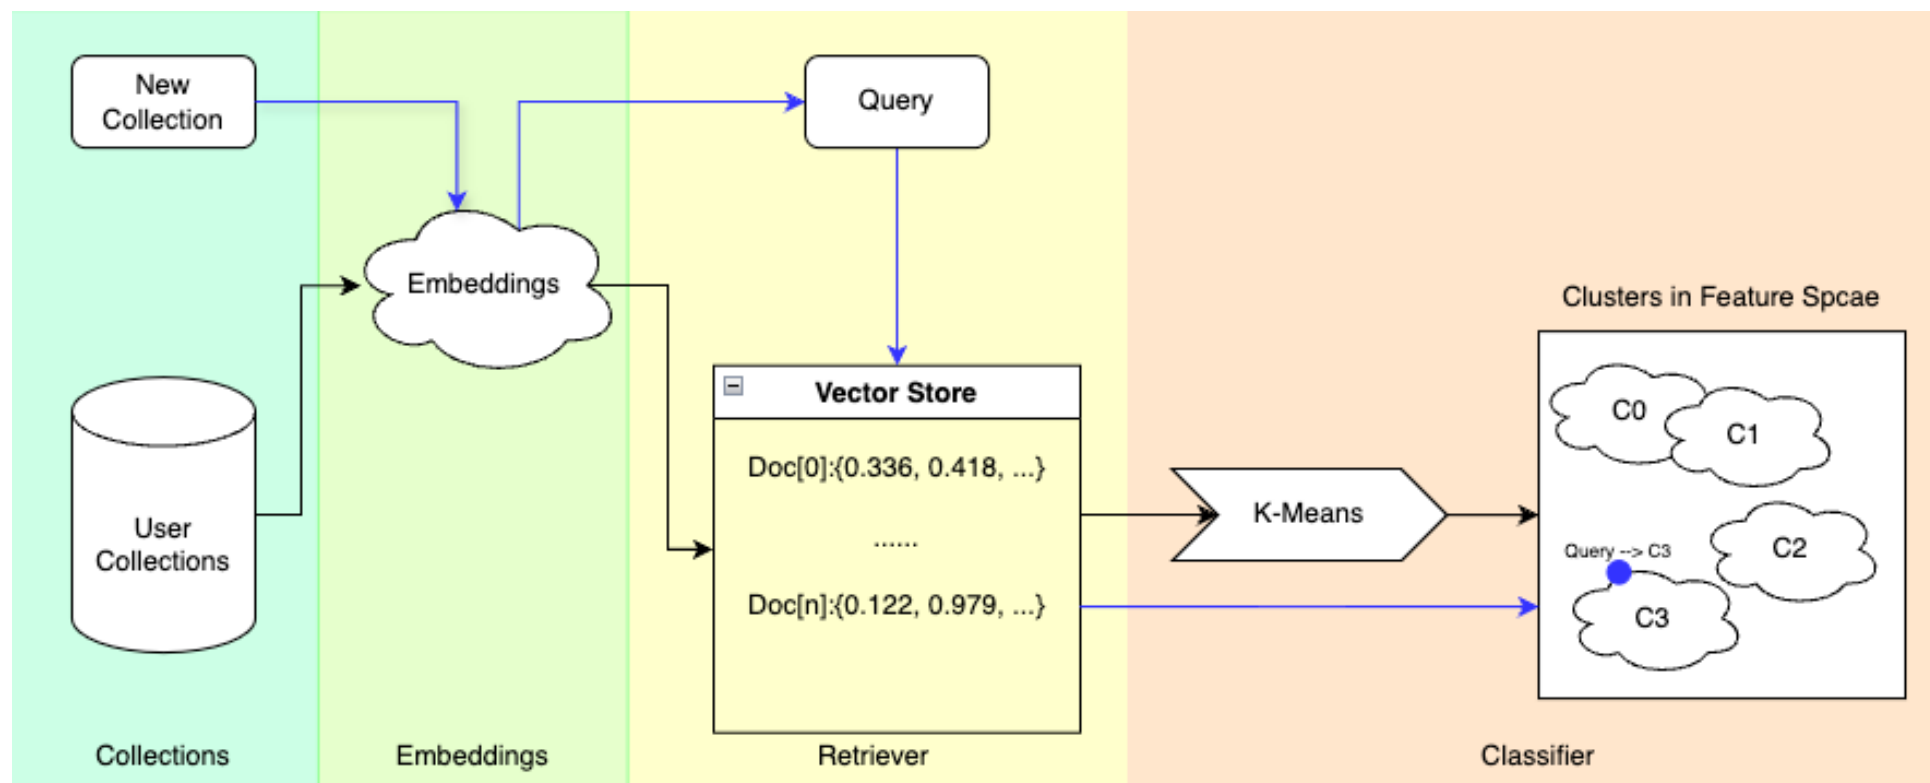 New
Collection
Query
Embeddings
Clusters in Feature Spcae
Vector Store
C0
C1
Doc[0]:{0.336, 0.418, ...}
User
Collections
K-Means
......
Query --> C3
C2
Doc[n]:{0.122, 0.979, ...}
C3
Collections
Embeddings
Retriever
Classifier